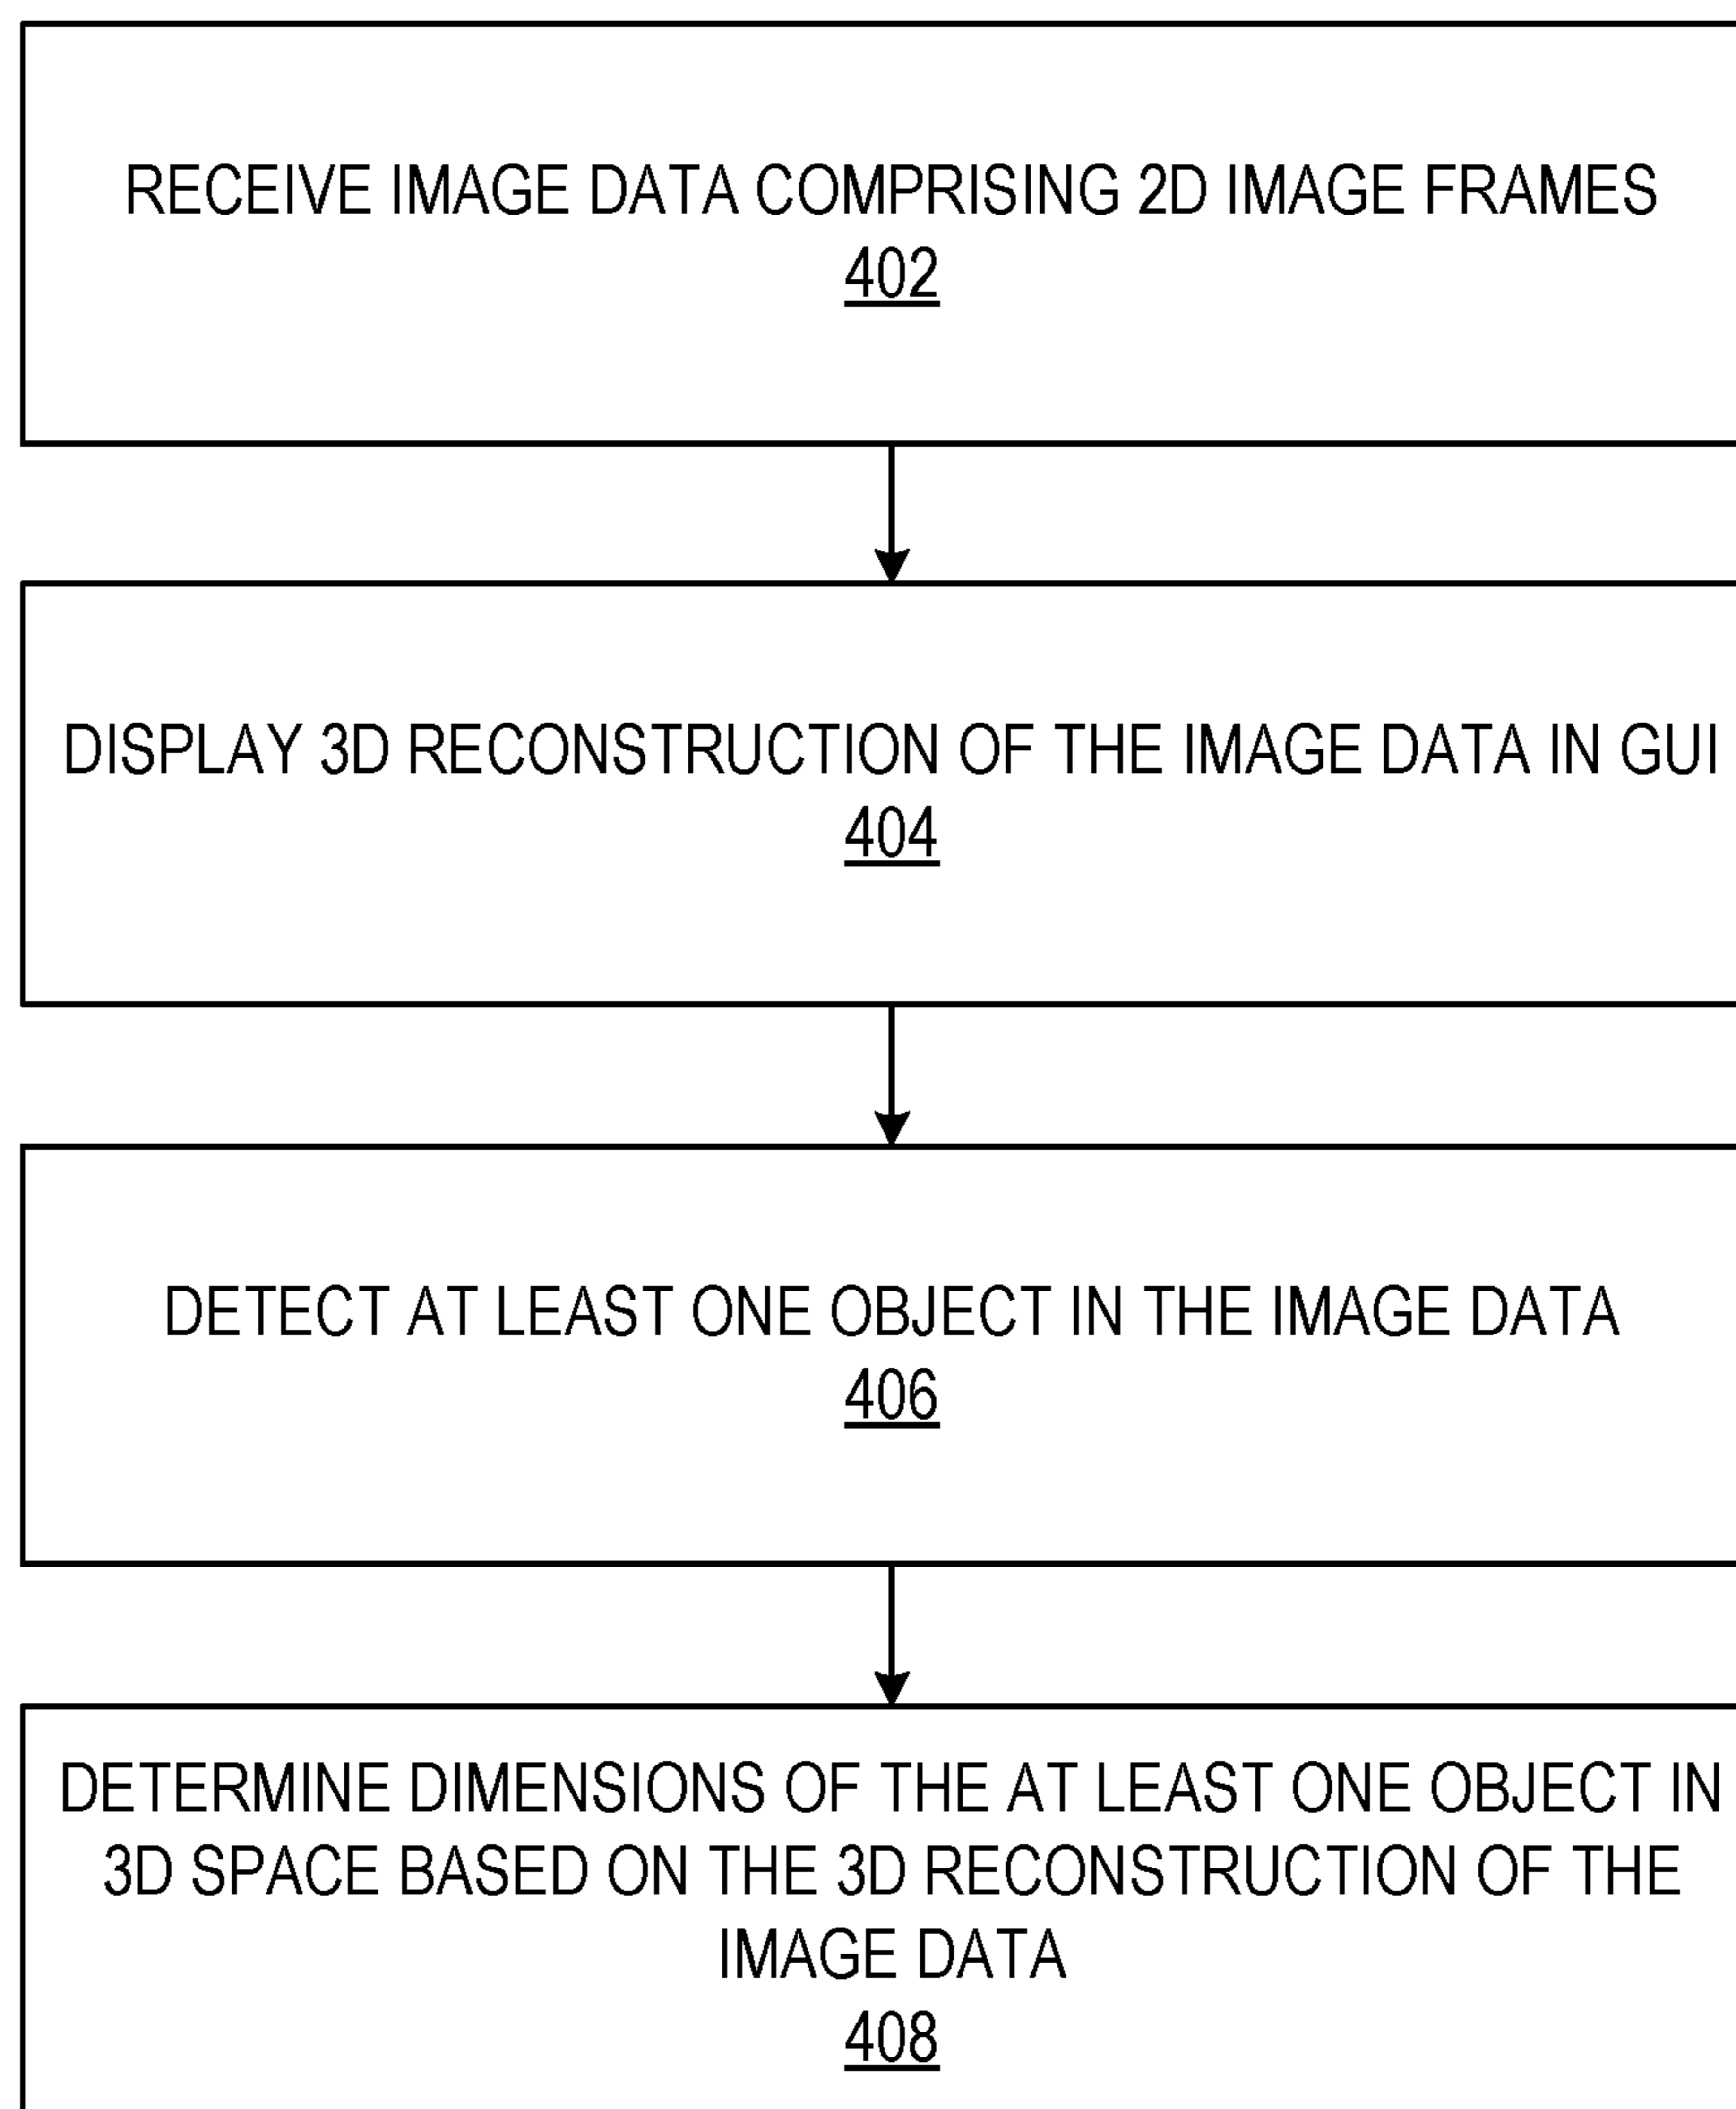 RECEIVE IMAGE DATA COMPRISING 2D IMAGE FRAMES
402
DISPLAY 3D RECONSTRUCTION OF THE IMAGE DATA IN GUI
404
DETECT AT LEAST ONE OBJECT IN THE IMAGE DATA
406
DETERMINE DIMENSIONS OF THE AT LEAST ONE OBJECT IN
3D SPACE BASED ON THE 3D RECONSTRUCTION OF THE
IMAGE DATA
408